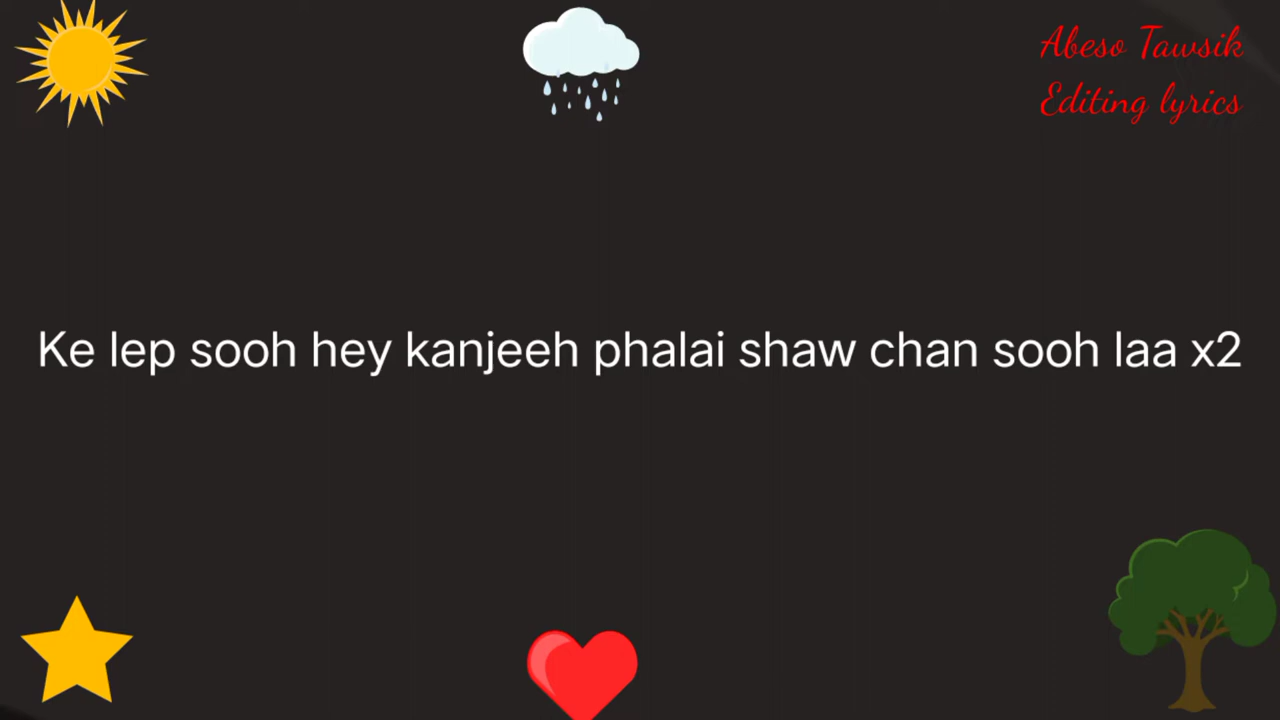 Abeso Tawsik
Editing lyrics
Ke lep sooh hey kanjeeh phalai shaw chan sooh laa x2